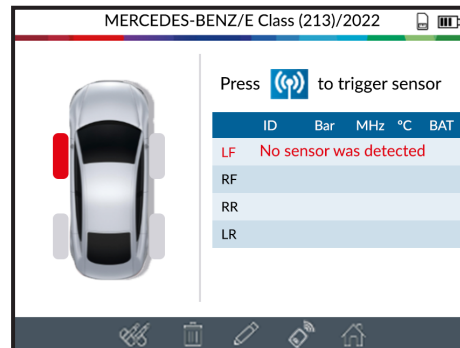 MERCEDES-BENZ/E Class (213)/2022
Press to trigger sensor
ID Bar MHz ºC BAT
LF No sensor was detected
RF
RR
LR